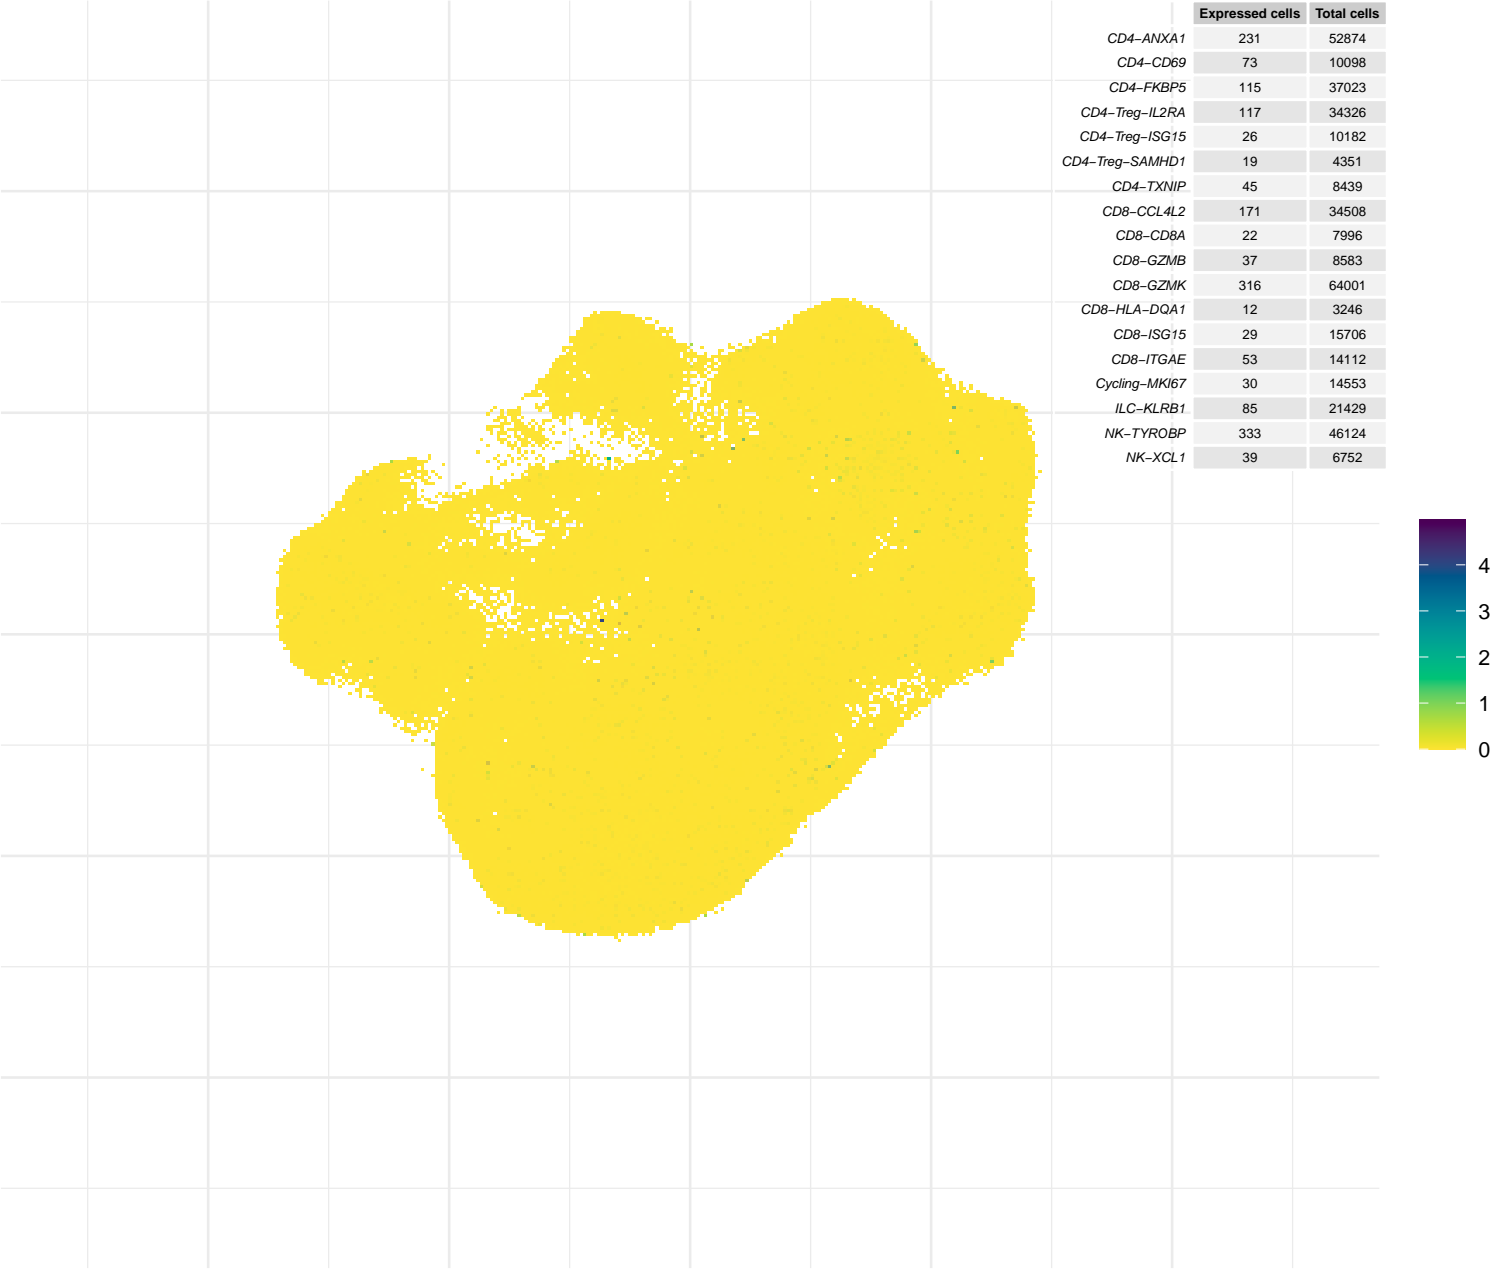 Expressed cells Total cells
CD4−ANXA1 231 52874
CD4−CD69 73 10098
CD4−FKBP5 115 37023
CD4−Treg−IL2RA 117 34326
CD4−Treg−ISG15 26 10182
CD4−Treg−SAMHD1 19 4351
CD4−TXNIP 45 8439
CD8−CCL4L2 171 34508
CD8−CD8A 22 7996
CD8−GZMB 37 8583
CD8−GZMK 316 64001
CD8−HLA−DQA1 12 3246
CD8−ISG15 29 15706
CD8−ITGAE 53 14112
Cycling−MKI67 30 14553
ILC−KLRB1 85 21429
NK−TYROBP 333 46124
NK−XCL1 39 6752
4
3
2
1
0